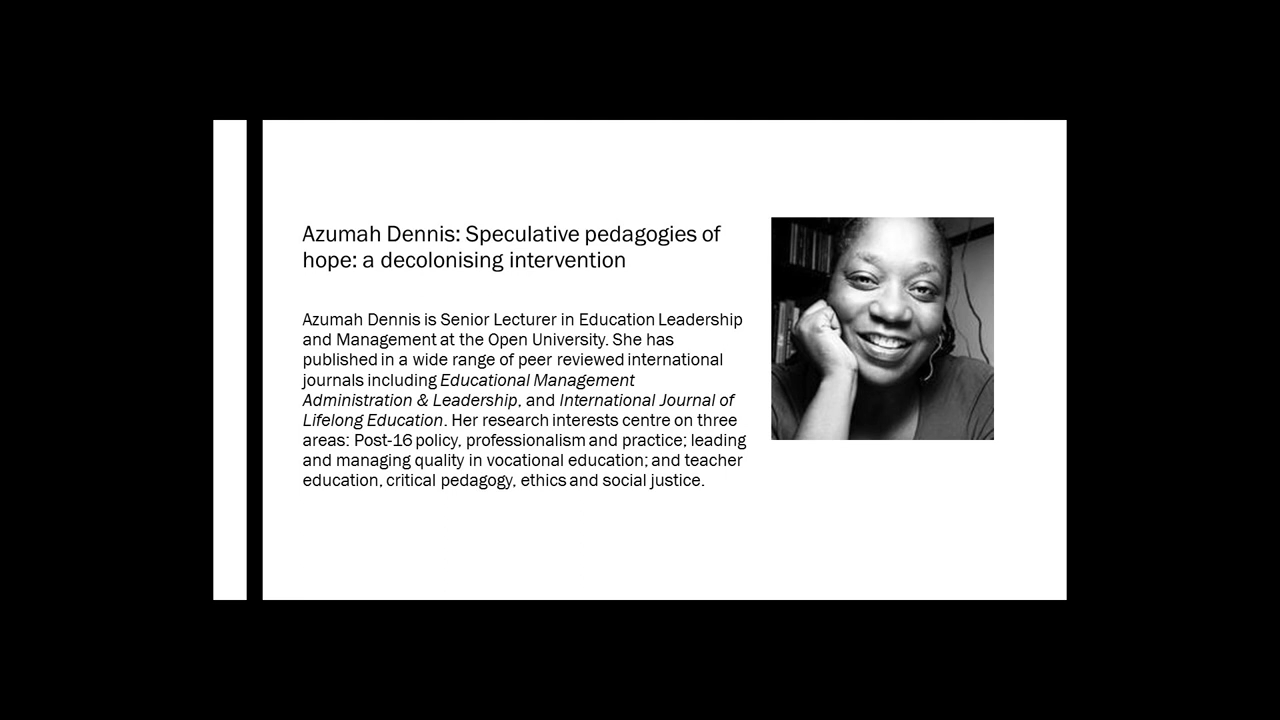 Azumah Dennis: Speculative pedagogies of
hope: a decolonising intervention
Azumah Dennis is Senior Lecturer in Education Leadership
and Management at the Open University. She has
published in a wide range of peer reviewed international
journals including Educational Management
Administration & Leadership, and International Journal of
Lifelong Education. Her research interests centre on three
areas: Post-16 policy, professionalism and practice; leading
and managing quality in vocational education; and teacher
education, critical pedagogy, ethics and social justice.